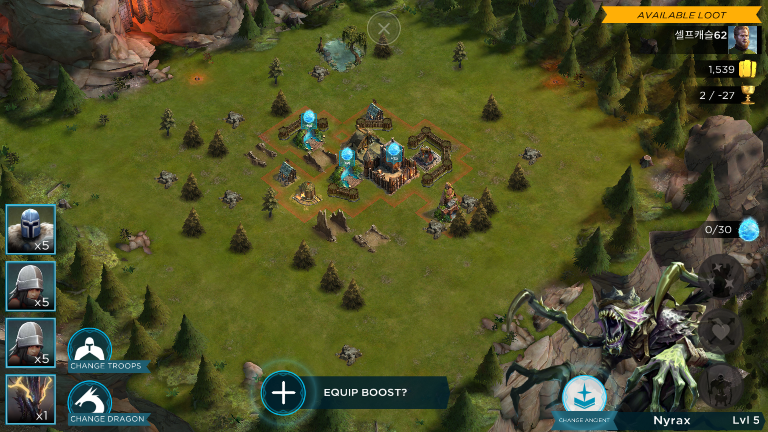 AVAILABLE LOOT
셀프캐슬62
1,539
2 / -27
x5
0/30
x5
x5
CHANGE TROOPS
x1
CHANGE DRAGON
EQUIP BOOST?
CHANGE ANCIENT
Nyrax
Lvl 5